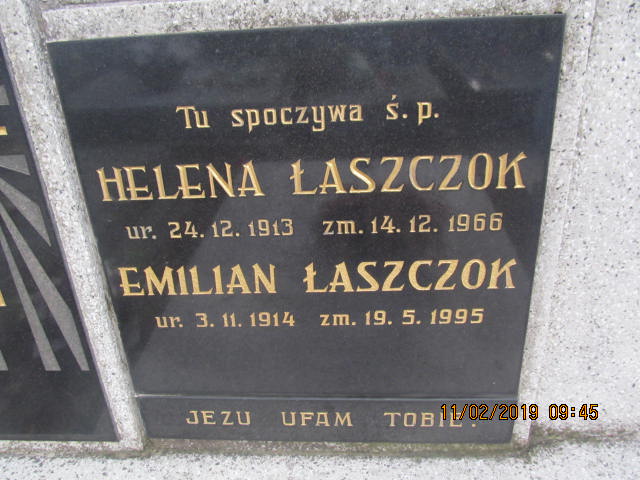 Tu spoczywa ś.p.
HELENA ŁASZCZOK
ur. 24.12.1913 zm. 14.12.1966
EMILIAN ŁASZCZOK
ur. 3.11.1914 zm. 19.5.1995
JEZU UFAM TOBIE!
11/02/2019 09:45